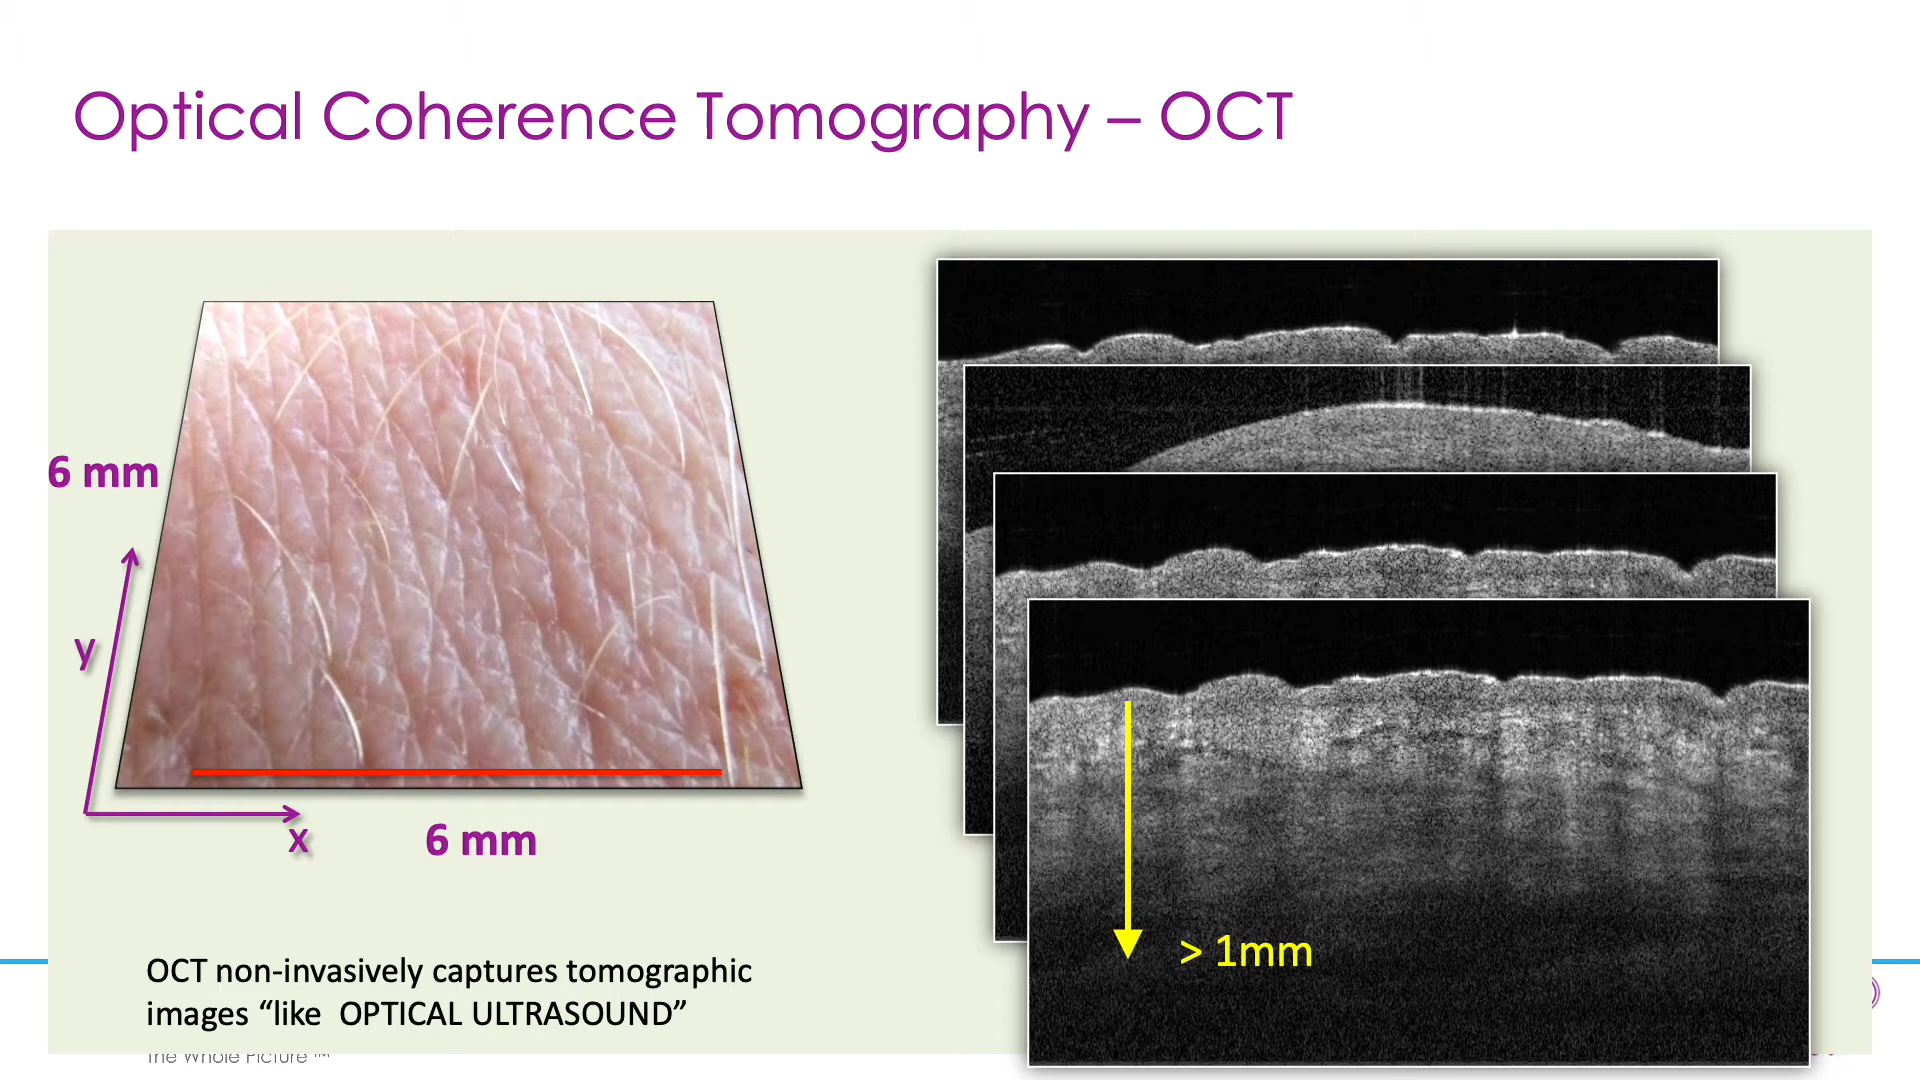 Optical Coherence Tomography – OCT
6 mm
y
x
6 mm
> 1mm
OCT non-invasively captures tomographic
images “like OPTICAL ULTRASOUND”
The Whole Picture ™